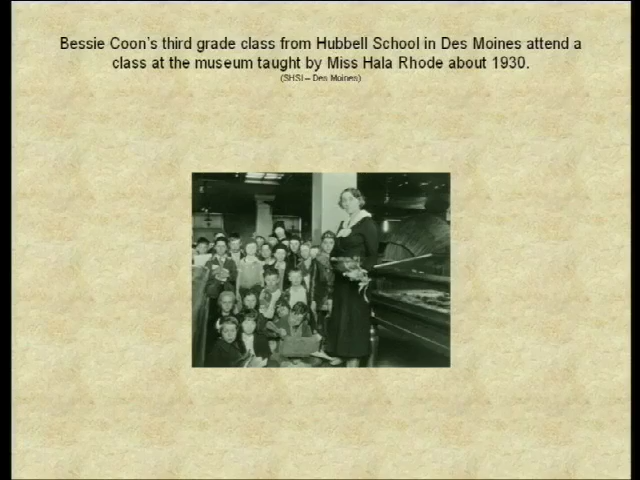 Bessie Coon's third grade class from Hubbell School in Des Moines attend a
class at the museum taught by Miss Hala Rhode about 1930.
(SHSI – Des Moines)